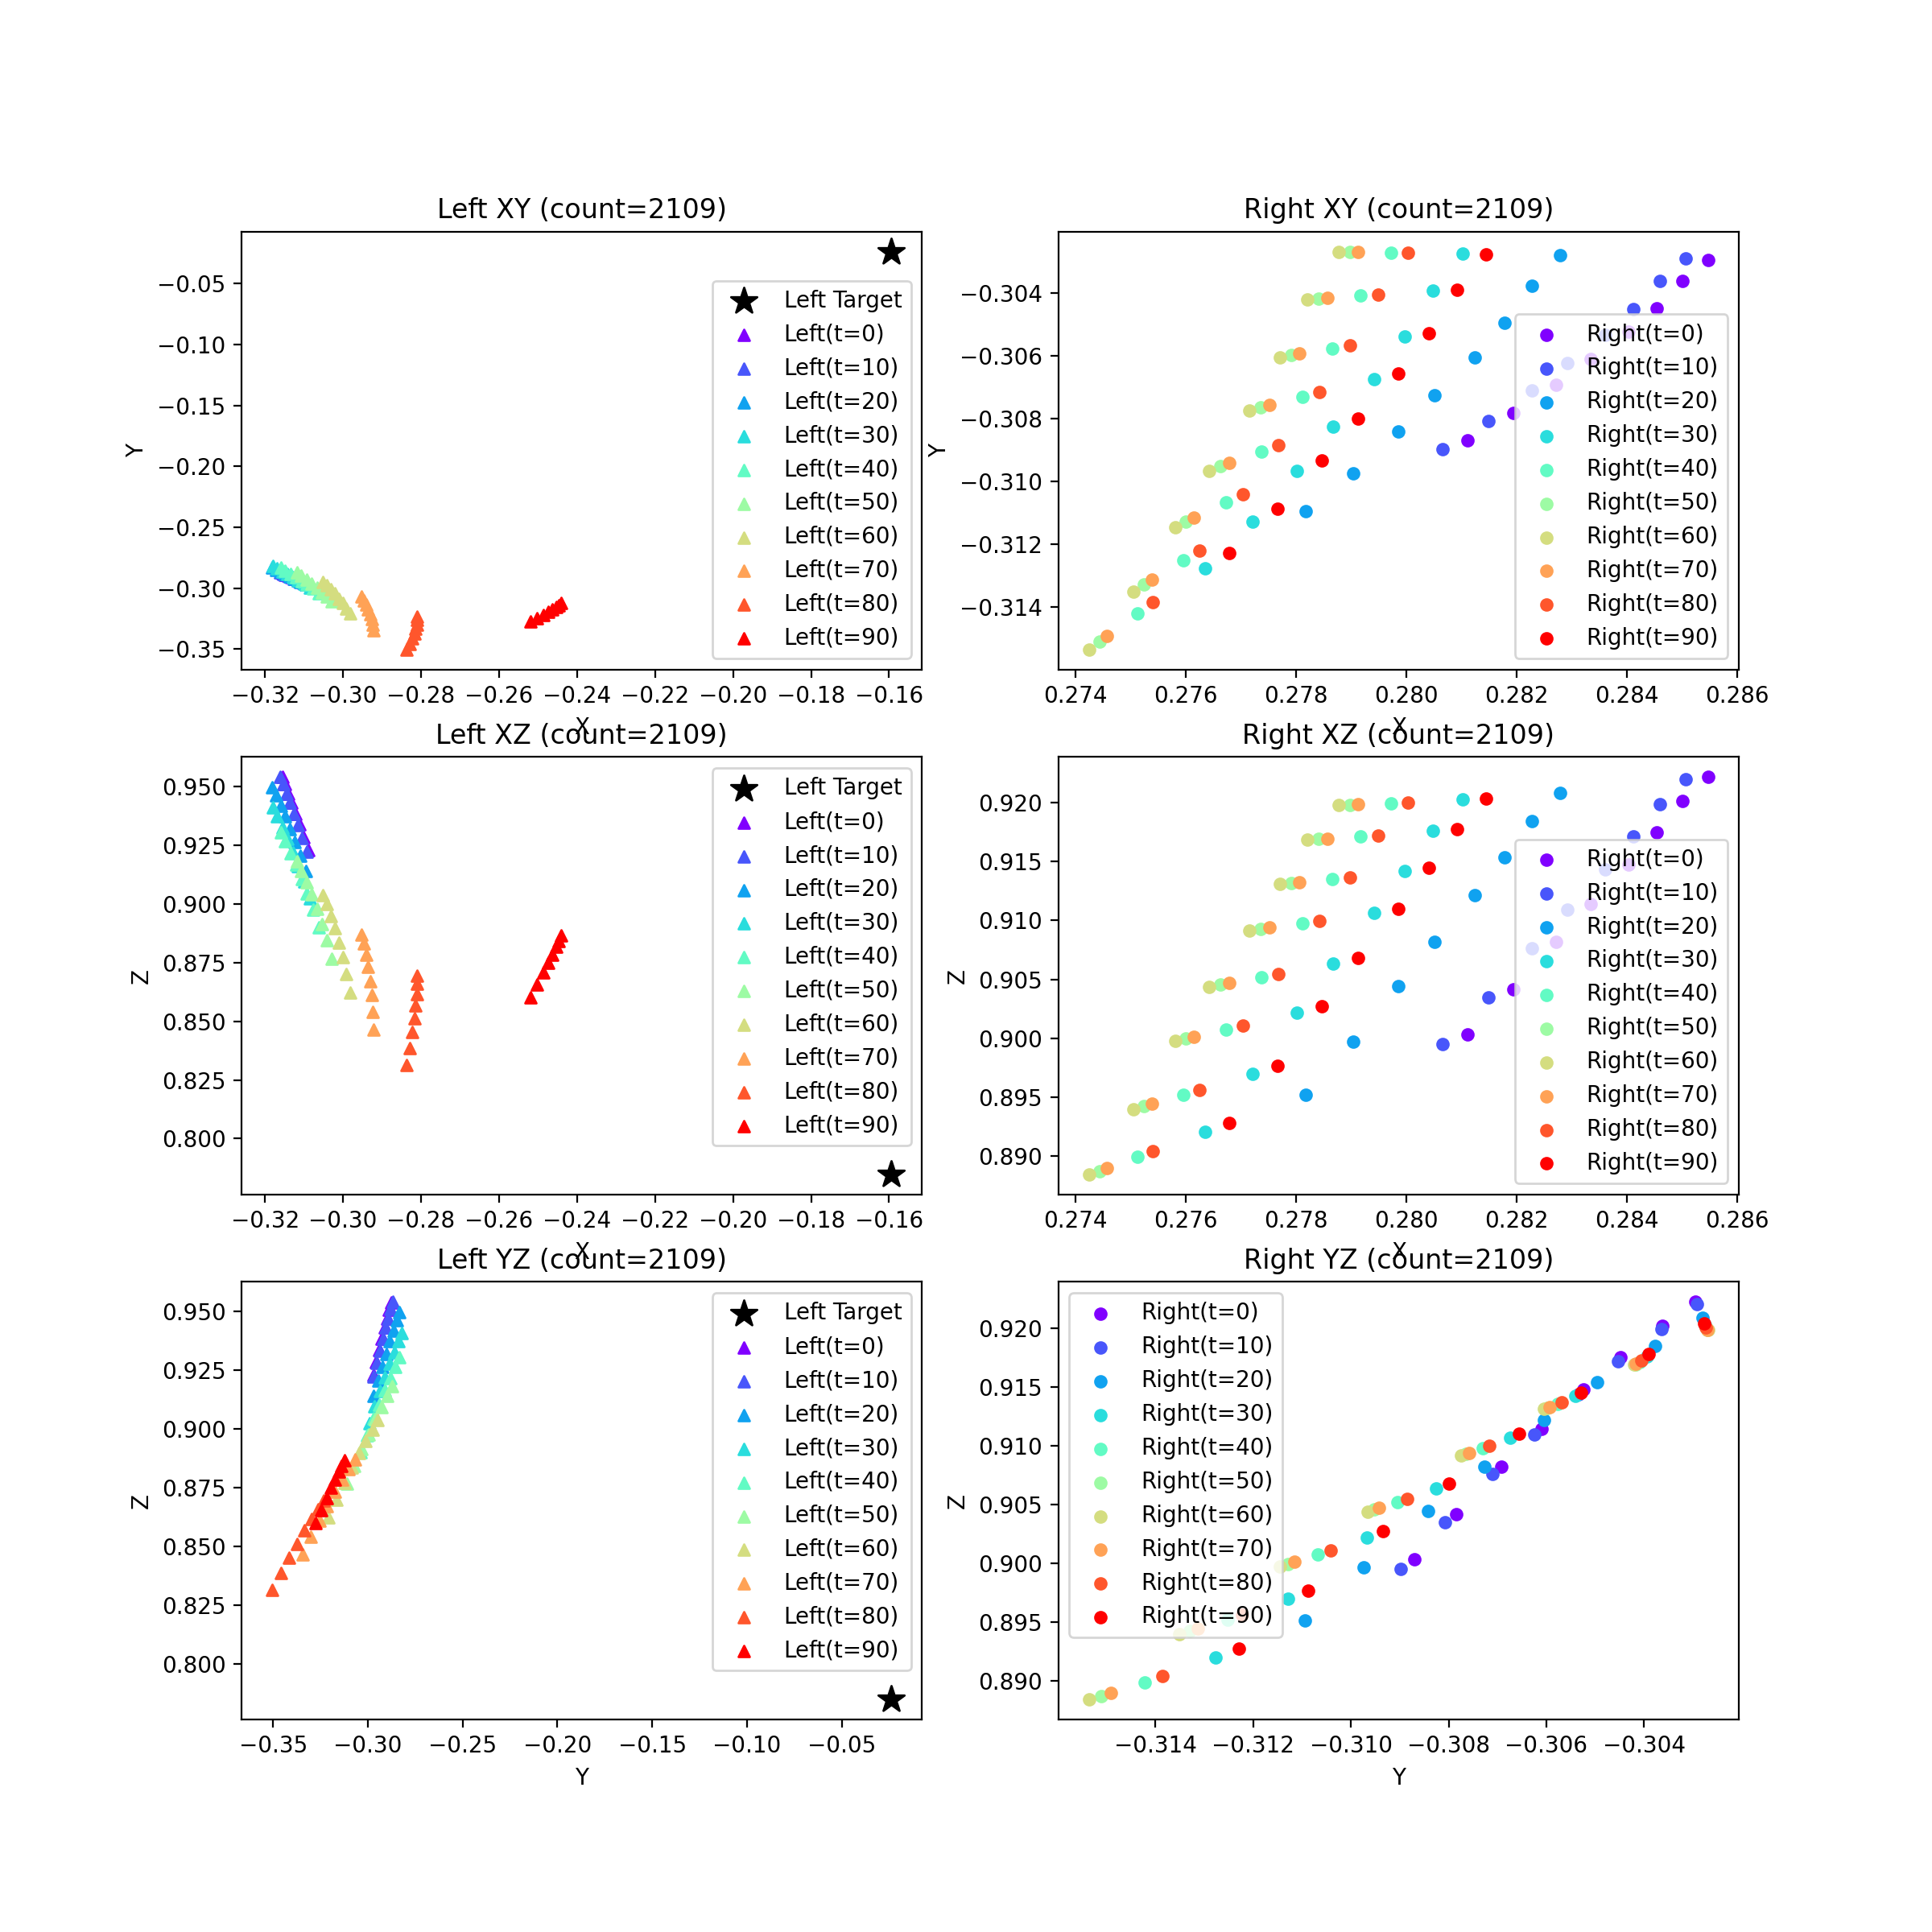 Left XY (count=2109)
Y
−0.05
−0.10
−0.15
−0.20
−0.25
−0.30
−0.35
Left Target
Left(t=0)
Left(t=10)
Left(t=20)
Left(t=30)
Left(t=40)
Left(t=50)
Left(t=60)
Left(t=70)
Left(t=80)
Left(t=90)
−0.32 −0.30 −0.28 −0.26 −0.24 −0.22 −0.20 −0.18 −0.16
X
Right XY (count=2109)
Y
−0.304
−0.306
−0.308
−0.310
−0.312
−0.314
Right(t=0)
Right(t=10)
Right(t=20)
Right(t=30)
Right(t=40)
Right(t=50)
Right(t=60)
Right(t=70)
Right(t=80)
Right(t=90)
0.274 0.276 0.278 0.280 0.282 0.284 0.286
X
Left XZ (count=2109)
Z
0.950
0.925
0.900
0.875
0.850
0.825
0.800
Left Target
Left(t=0)
Left(t=10)
Left(t=20)
Left(t=30)
Left(t=40)
Left(t=50)
Left(t=60)
Left(t=70)
Left(t=80)
Left(t=90)
−0.32 −0.30 −0.28 −0.26 −0.24 −0.22 −0.20 −0.18 −0.16
X
Right XZ (count=2109)
Z
0.920
0.915
0.910
0.905
0.900
0.895
0.890
Right(t=0)
Right(t=10)
Right(t=20)
Right(t=30)
Right(t=40)
Right(t=50)
Right(t=60)
Right(t=70)
Right(t=80)
Right(t=90)
0.274 0.276 0.278 0.280 0.282 0.284 0.286
X
Left YZ (count=2109)
Z
0.950
0.925
0.900
0.875
0.850
0.825
0.800
Left Target
Left(t=0)
Left(t=10)
Left(t=20)
Left(t=30)
Left(t=40)
Left(t=50)
Left(t=60)
Left(t=70)
Left(t=80)
Left(t=90)
−0.35 −0.30 −0.25 −0.20 −0.15 −0.10 −0.05
Y
Right YZ (count=2109)
Z
0.920
0.915
0.910
0.905
0.900
0.895
0.890
Right(t=0)
Right(t=10)
Right(t=20)
Right(t=30)
Right(t=40)
Right(t=50)
Right(t=60)
Right(t=70)
Right(t=80)
Right(t=90)
−0.314 −0.312 −0.310 −0.308 −0.306 −0.304
Y